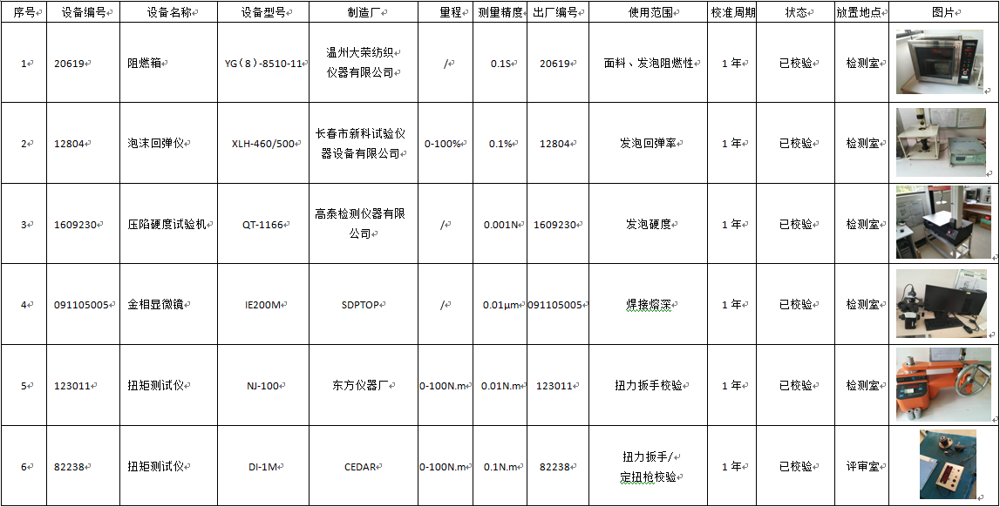 序号 设备编号 设备名称 设备型号 制造厂 量程 测量精度 出厂编号 使用范围 校准周期 状态 放置地点 图片
温州大荣纺织
1 20619 阻燃箱 YG(8)-8510-11 / 0.1S 20619 面料、发泡阻燃性 1 年 已校验 检测室
仪器有限公司
长春市新科试验仪
2 12804 泡沫回弹仪 XLH-460/500 0-100% 0.1% 12804 发泡回弹率 1 年 已校验 检测室
器设备有限公司
高泰检测仪器有限
3 1609230 压陷硬度试验机 QT-1166 / 0.001N 1609230 发泡硬度 1 年 已校验 检测室
公司
4 091105005 金相显微镜 IE200M SDPTOP / 0.01μm 091105005 焊接熔深 1 年 已校验 检测室
5 123011 扭矩测试仪 NJ-100 东方仪器厂 0-100N.m 0.01N.m 123011 扭力扳手校验 1 年 已校验 检测室
扭力扳手/
6 82238 扭矩测试仪 DI-1M CEDAR 0-100N.m 0.1N.m 82238 1 年 已校验 评审室
定扭枪校验